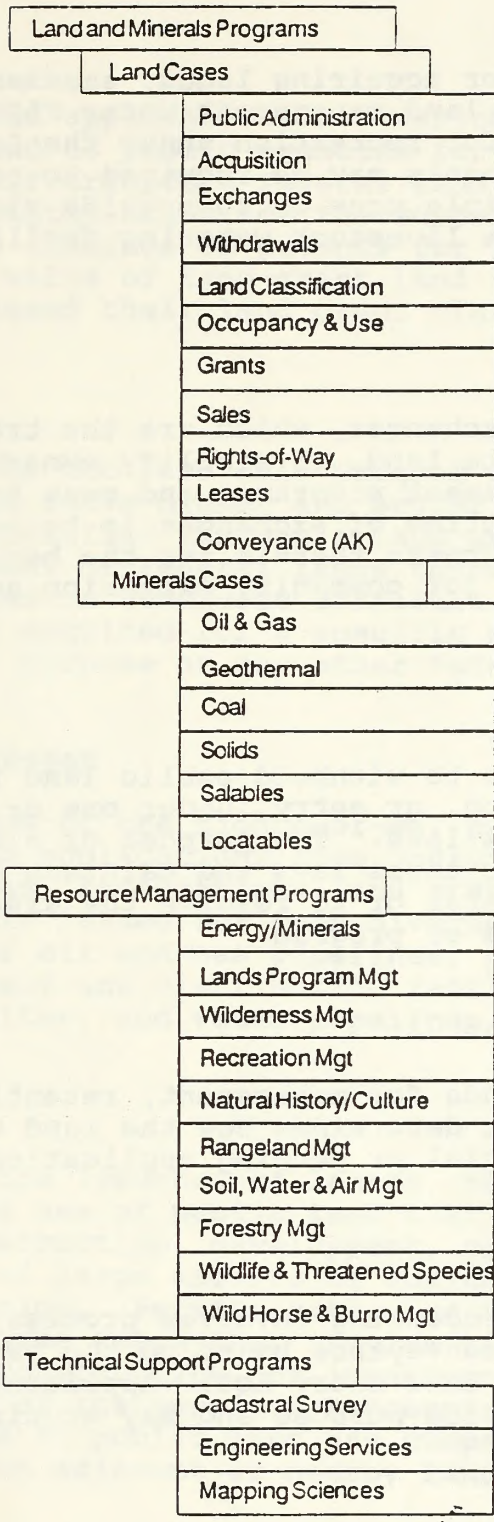 Land and Minerals Programs
Land Cases
Public Administration
Acquisition
Exchanges
Withdrawals
Land Classification
Occupancy & Use
Grants
Sales
Rights-of-Way
Leases
Conveyance (AK)
Minerals Cases
Oil & Gas
Geothermal
Coal
Solids
Salables
Locatables
Resource Management Programs
Energy/Minerals
Lands Program Mgt
Wilderness Mgt
Recreation Mgt
Natural History/Culture
Rangeland Mgt
Soil, Water & Air Mgt
Forestry Mgt
Wildlife & Threatened Species
Wild Horse & Burro Mgt
Technical Support Programs
Cadastral Survey
Engineering Services
Mapping Sciences